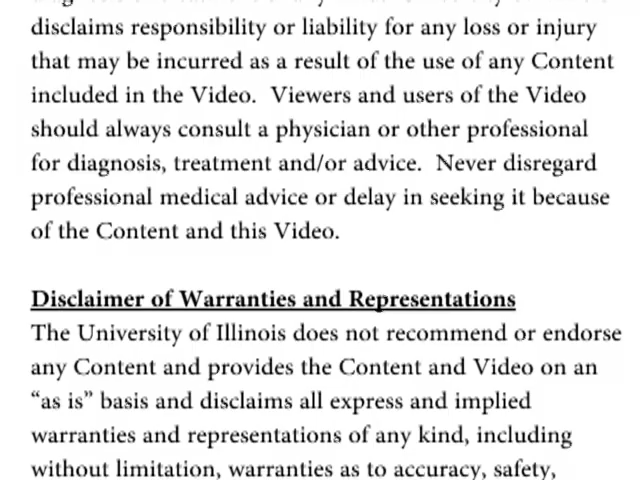 disclaims responsibility or liability for any loss or injury
that may be incurred as a result of the use of any Content
included in the Video.  Viewers and users of the Video
should always consult a physician or other professional
for diagnosis, treatment and/or advice.  Never disregard
professional medical advice or delay in seeking it because
of the Content and this Video.
Disclaimer of Warranties and Representations
The University of Illinois does not recommend or endorse
any Content and provides the Content and Video on an
“as is” basis and disclaims all express and implied
warranties and representations of any kind, including
without limitation, warranties as to accuracy, safety,